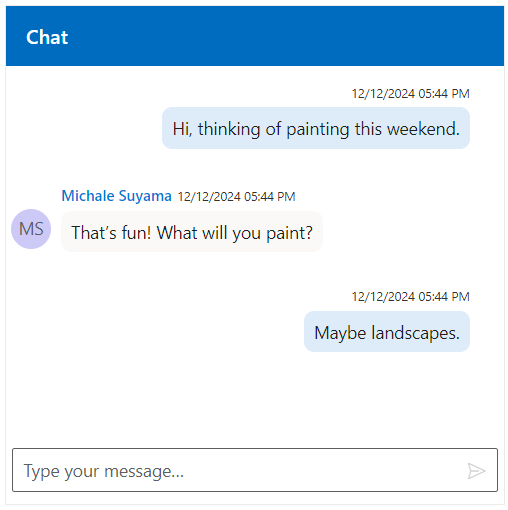 Chat
12/12/2024 05:44 PM
Hi, thinking of painting this weekend.
Michale Suyama 12/12/2024 05:44 PM
MS
That's fun! What will you paint?
12/12/2024 05:44 PM
Maybe landscapes.
Type your message...